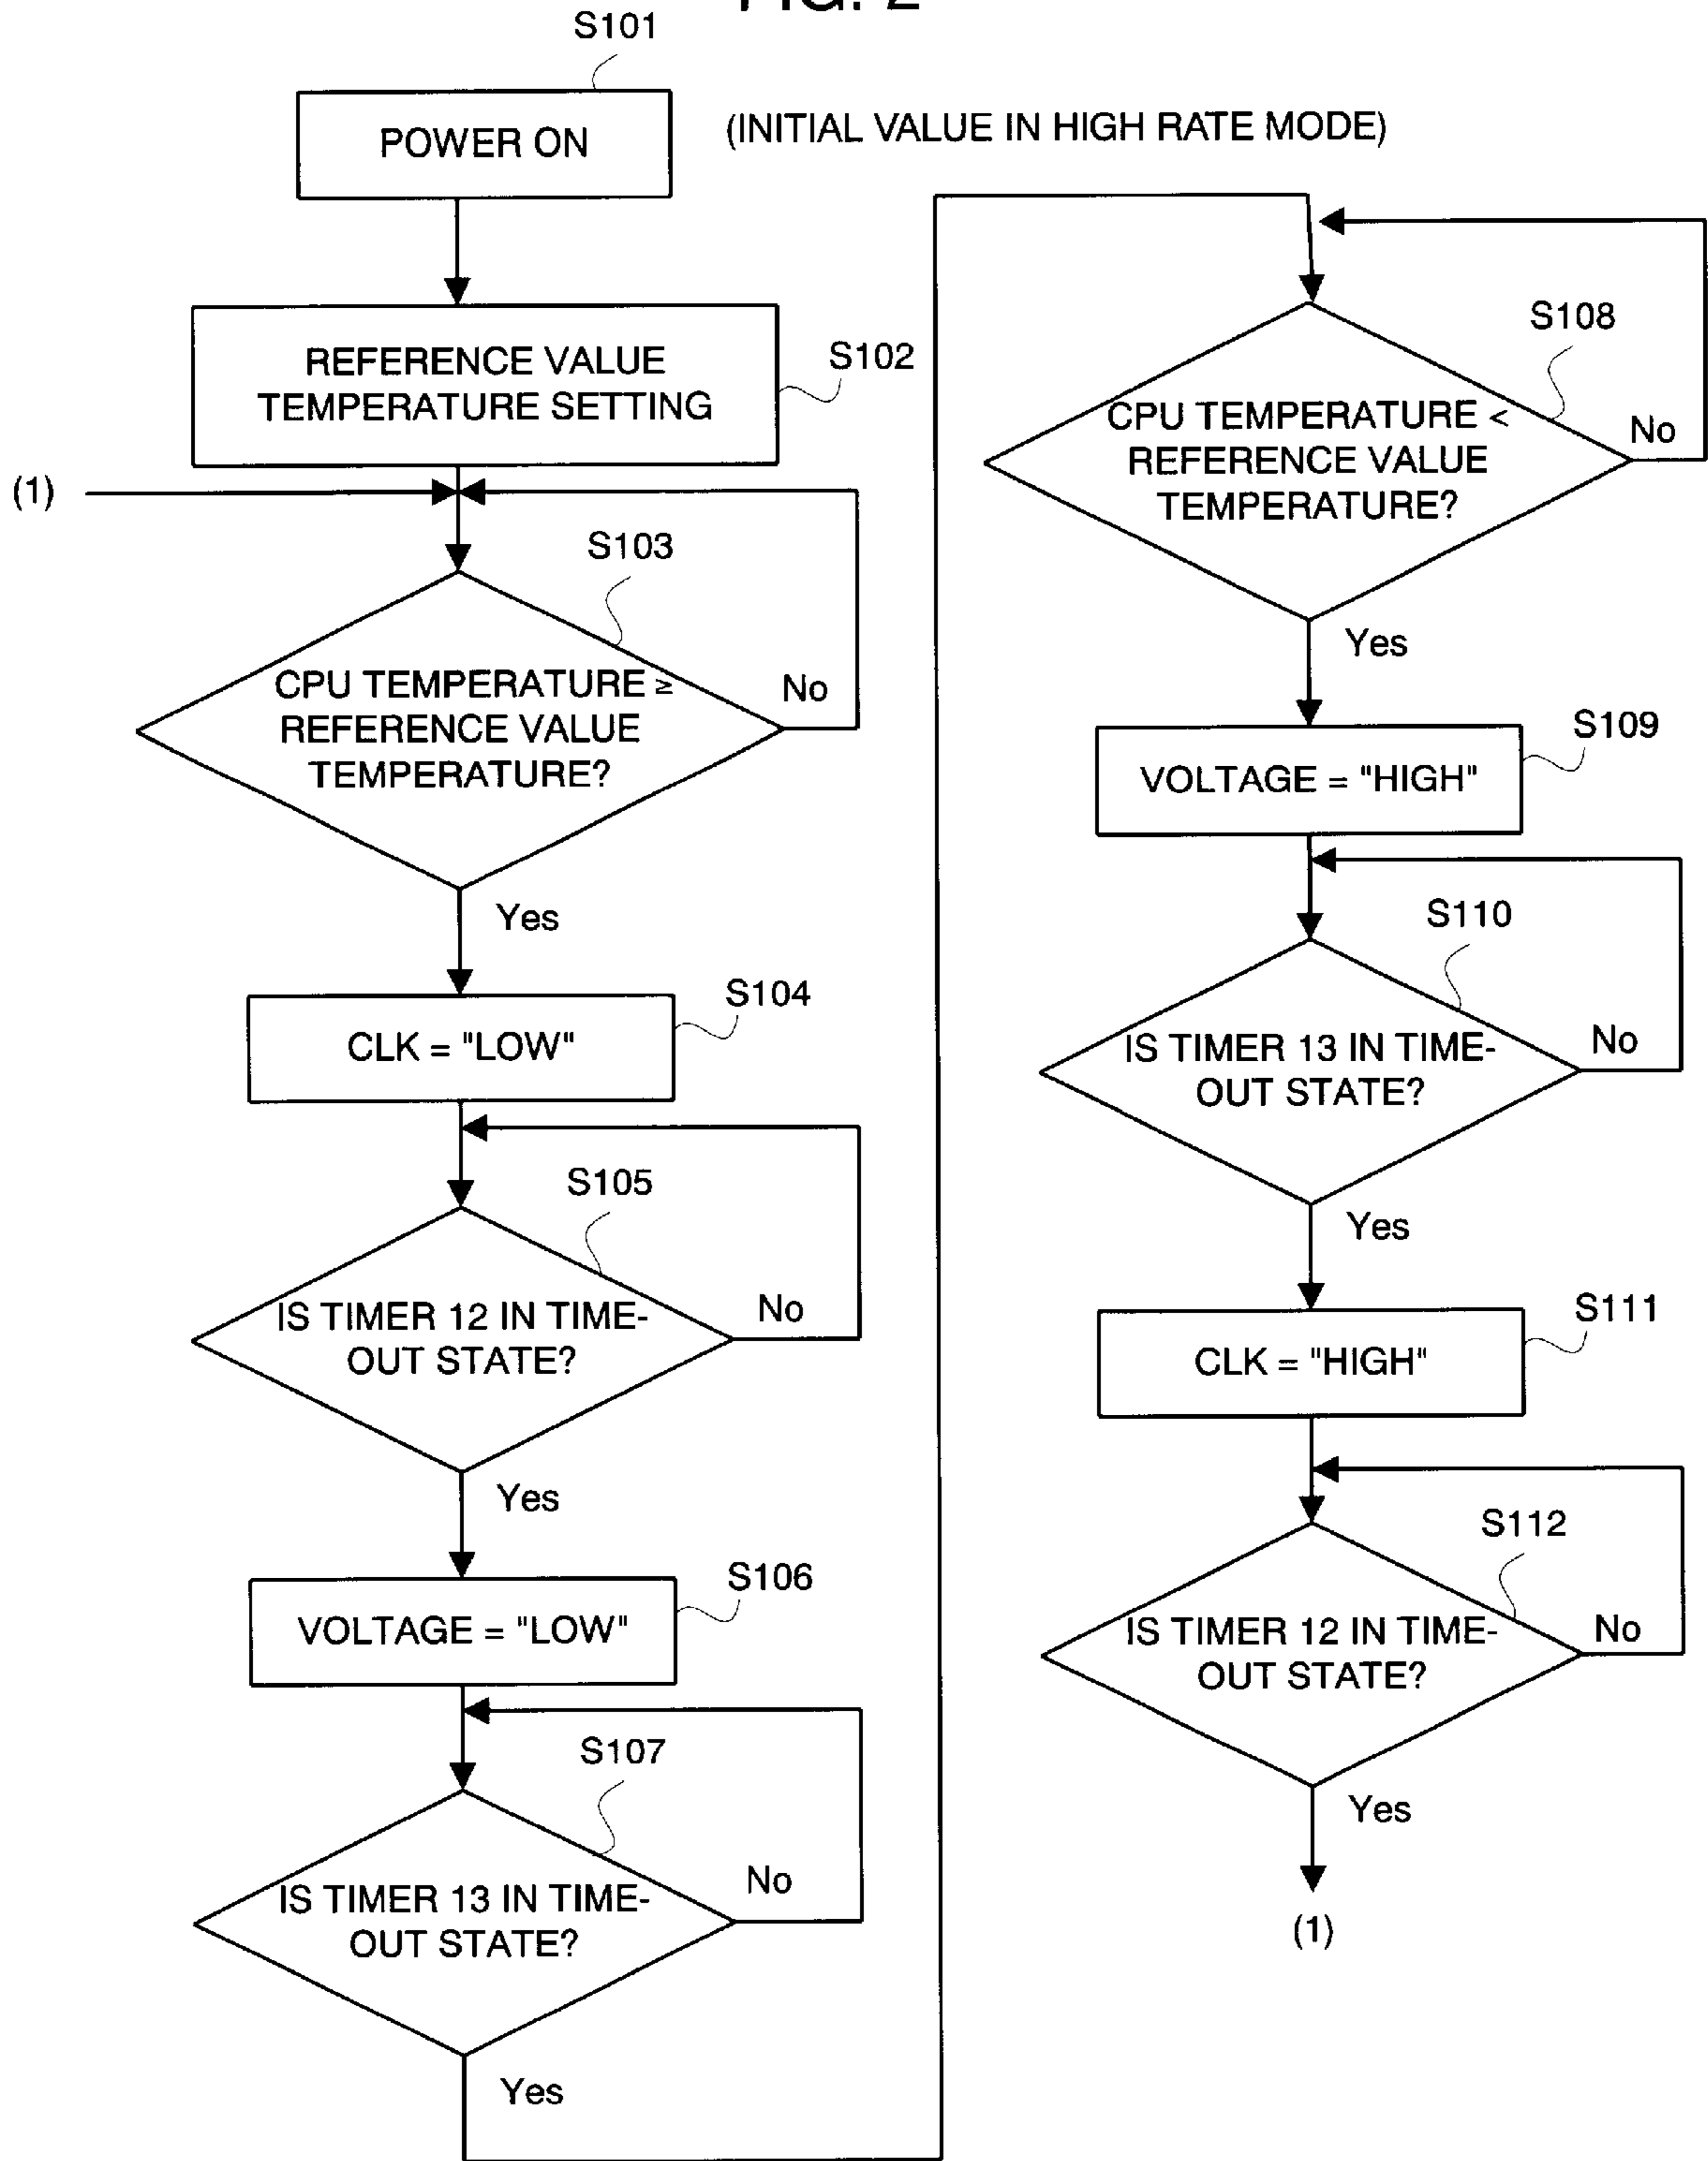 FIG. 2
S101
POWER ON
(INITIAL VALUE IN HIGH RATE MODE)
REFERENCE VALUE
TEMPERATURE SETTING
S102
(1)
S103
CPU TEMPERATURE ≥
REFERENCE VALUE
TEMPERATURE?
No
Yes
S104
CLK = "LOW"
S105
IS TIMER 12 IN TIME-
OUT STATE?
No
Yes
S106
VOLTAGE = "LOW"
S107
IS TIMER 13 IN TIME-
OUT STATE?
No
Yes
S108
CPU TEMPERATURE <
REFERENCE VALUE
TEMPERATURE?
No
Yes
S109
VOLTAGE = "HIGH"
S110
IS TIMER 13 IN TIME-
OUT STATE?
No
Yes
S111
CLK = "HIGH"
S112
IS TIMER 12 IN TIME-
OUT STATE?
No
Yes
(1)